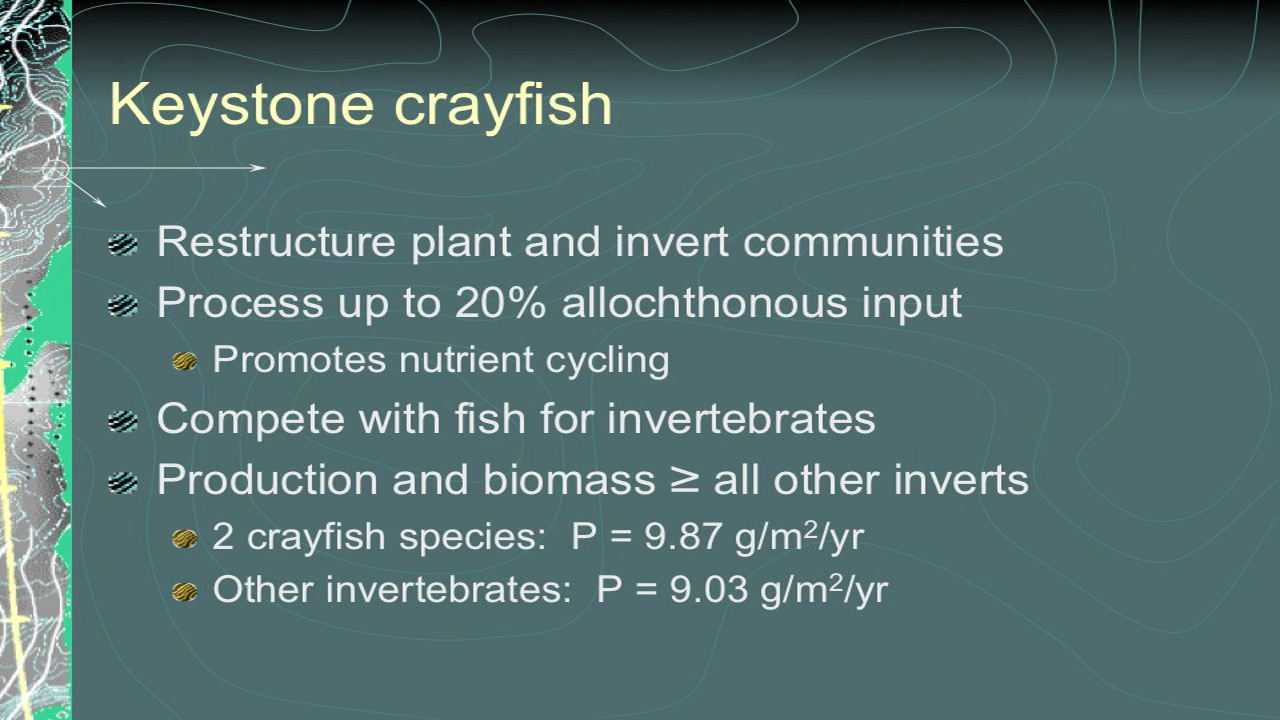 Keystone crayfish
Restructure plant and invert communities
Process up to 20% allochthonous input
Promotes nutrient cycling
Compete with fish for invertebrates
Production and biomass ≥ all other inverts
2 crayfish species:  P = 9.87 g/m²/yr
Other invertebrates:  P = 9.03 g/m²/yr